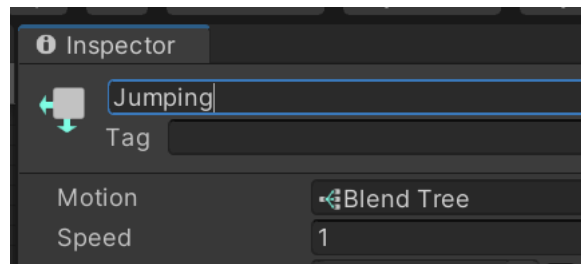 Inspector
Jumping
Tag
Motion Blend Tree
Speed 1